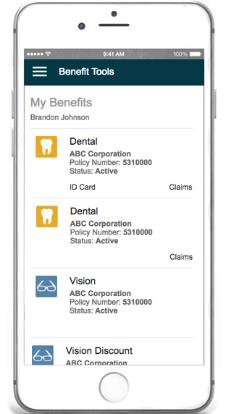 9:41 AM 100%
Benefit Tools
My Benefits
Brandon Johnson
Dental
ABC Corporation
Policy Number: 5310000
Status: Active
ID Card Claims
Dental
ABC Corporation
Policy Number: 5310000
Status: Active
Claims
Vision
ABC Corporation
Policy Number: 5310000
Status: Active
Vision Discount
ABC Corporation